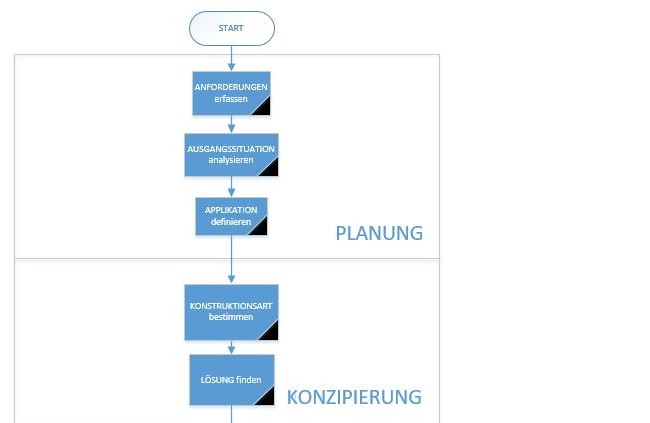 START
ANFORDERUNGEN
erfassen
AUSGANGSSITUATION
analysieren
APPLIKATION
definieren
PLANUNG
KONSTRUKTIONSART
bestimmen
LÖSUNG finden
KONZIPIERUNG